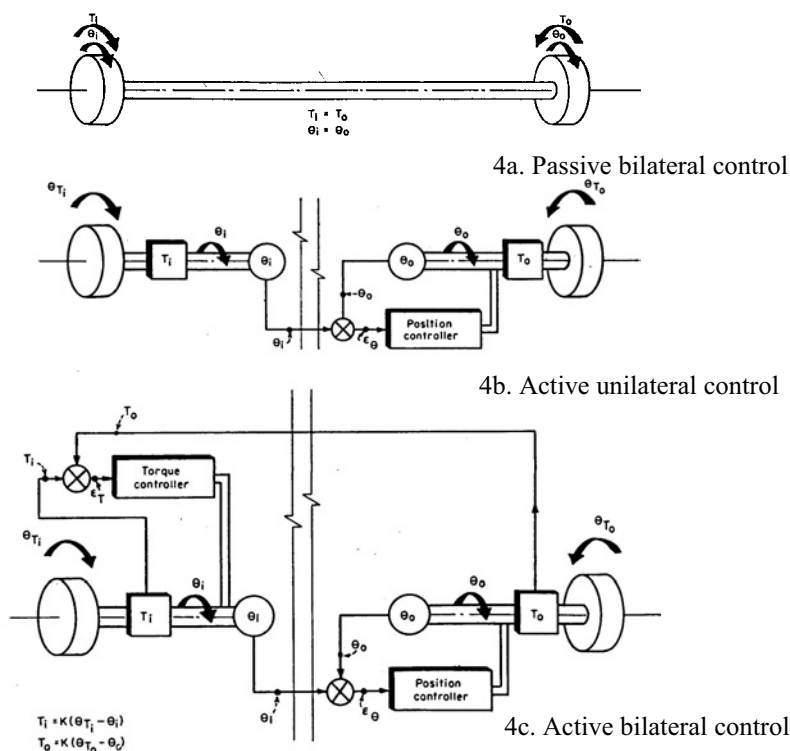 Ti
θi
To
θo
Ti = To
θi = θo
4a. Passive bilateral control
θTi
θTo
θi
θo
Ti
θi
θo
To
θo
θi
εθ
Position
controller
4b. Active unilateral control
To
Ti
εT
Torque
controller
θTi
θTo
θi
θo
Ti
θi
θo
To
θo
θi
εθ
Position
controller
Ti = K(θTi − θi)
To = K(θTo − θo)
4c. Active bilateral control